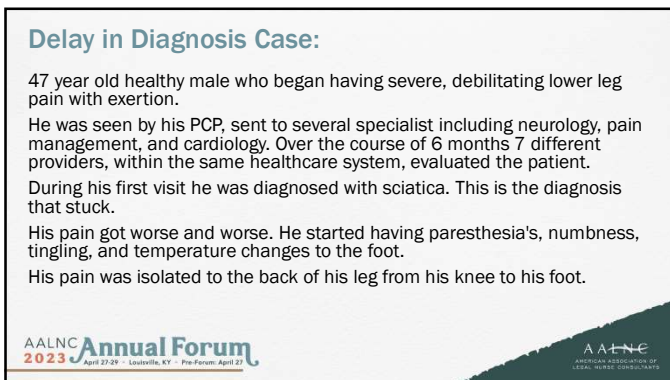 Delay in Diagnosis Case:
47 year old healthy male who began having severe, debilitating lower leg
pain with exertion.
He was seen by his PCP, sent to several specialist including neurology, pain
management, and cardiology. Over the course of 6 months 7 different
providers, within the same healthcare system, evaluated the patient.
During his first visit he was diagnosed with sciatica. This is the diagnosis
that stuck.
His pain got worse and worse. He started having paresthesia's, numbness,
tingling, and temperature changes to the foot.
His pain was isolated to the back of his leg from his knee to his foot.
AALNC Annual Forum
2023 April 27-29 - Louisville, KY - Pre-Forum: April 27
AALNC
AMERICAN ASSOCIATION OF
LEGAL NURSE CONSULTANTS